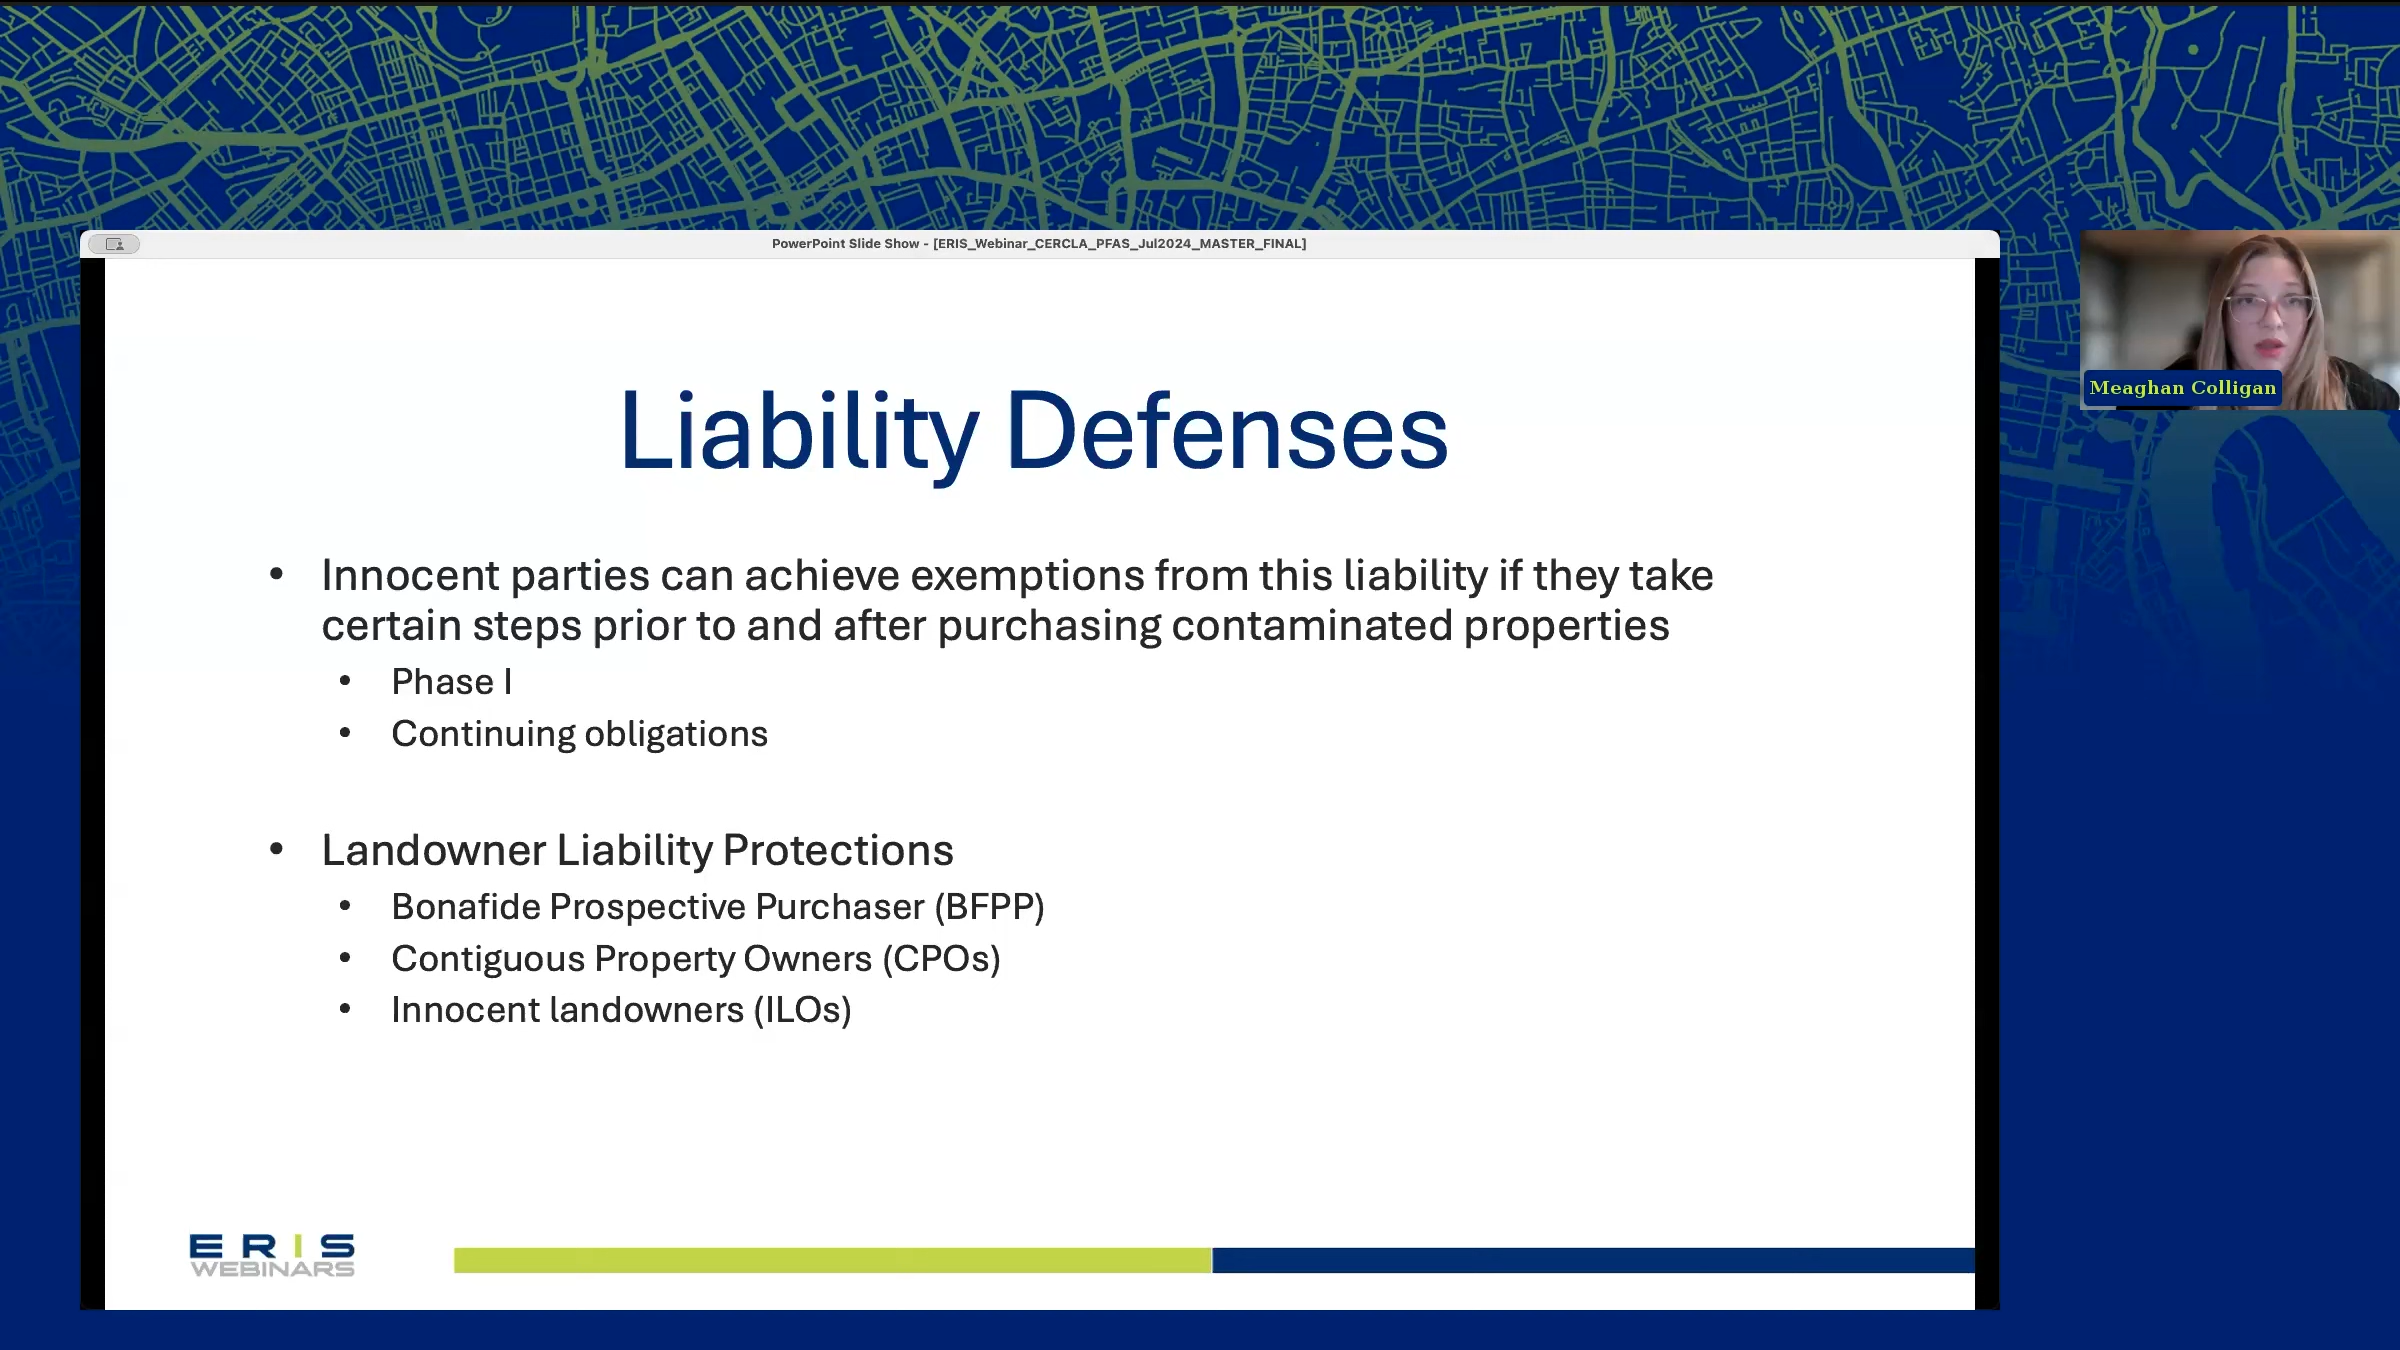 PowerPoint Slide Show - [ERIS_Webinar_CERCLA_PFAS_Jul2024_MASTER_FINAL]
Meaghan Colligan
Liability Defenses
• Innocent parties can achieve exemptions from this liability if they take
certain steps prior to and after purchasing contaminated properties
• Phase I
• Continuing obligations
• Landowner Liability Protections
• Bonafide Prospective Purchaser (BFPP)
• Contiguous Property Owners (CPOs)
• Innocent landowners (ILOs)
ERIS
WEBINARS